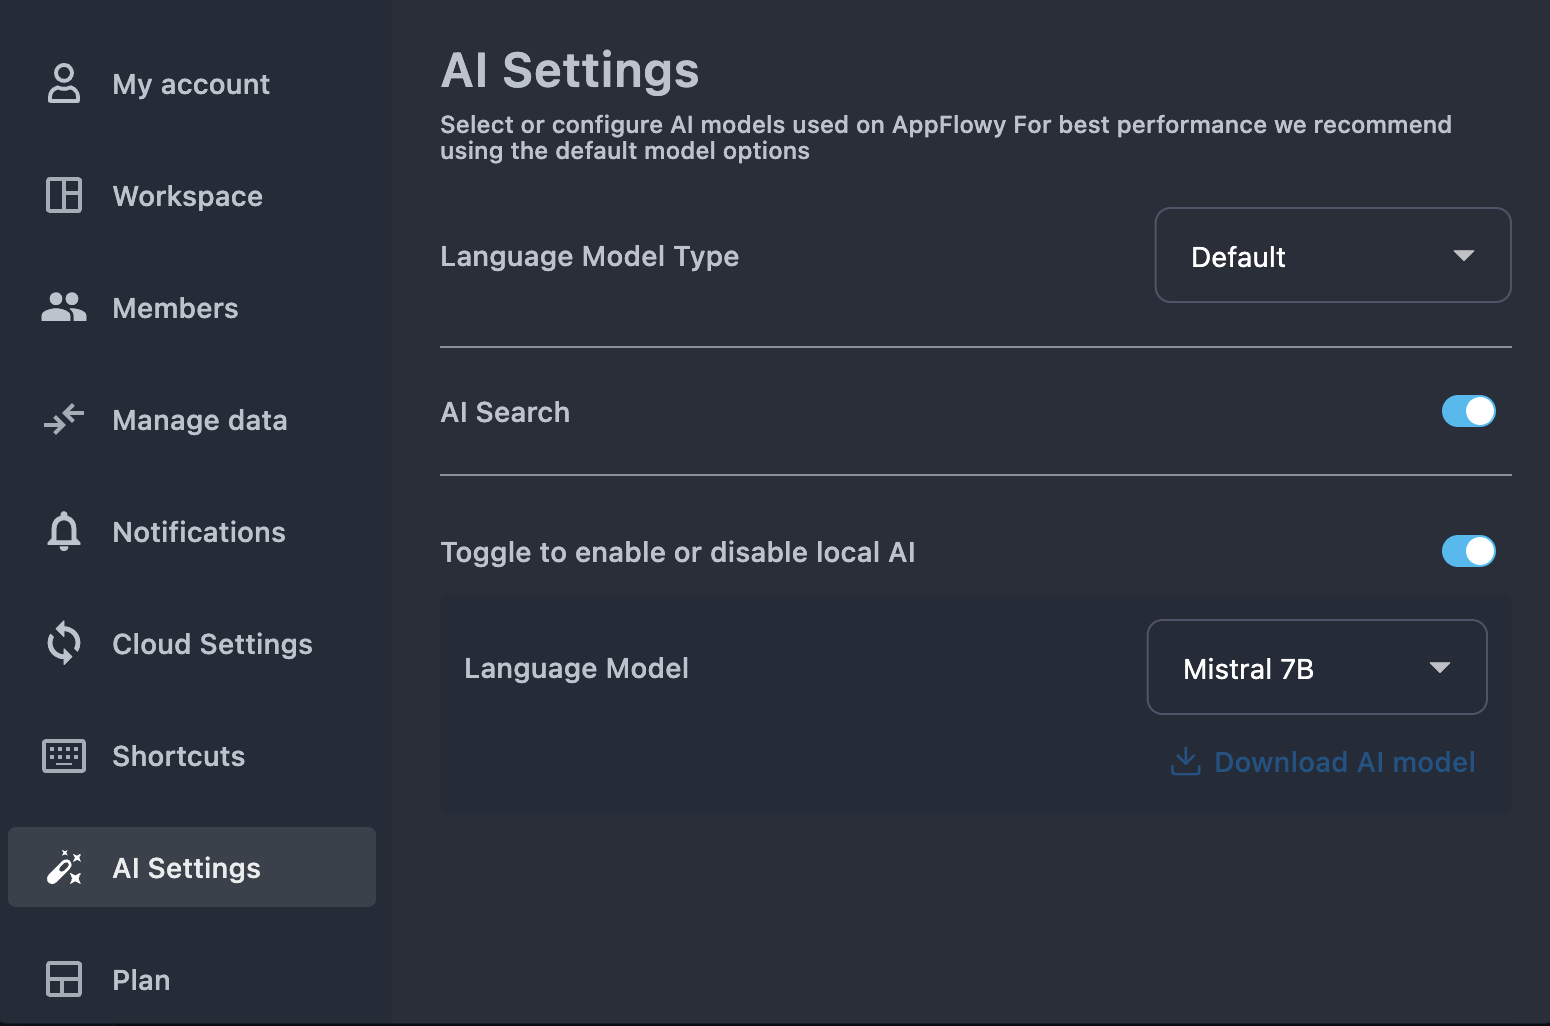 My account
Workspace
Members
Manage data
Notifications
Cloud Settings
Shortcuts
AI Settings
Plan
AI Settings
Select or configure AI models used on AppFlowy For best performance we recommend
using the default model options
Language Model Type
Default
AI Search
Toggle to enable or disable local AI
Language Model
Mistral 7B
Download AI model